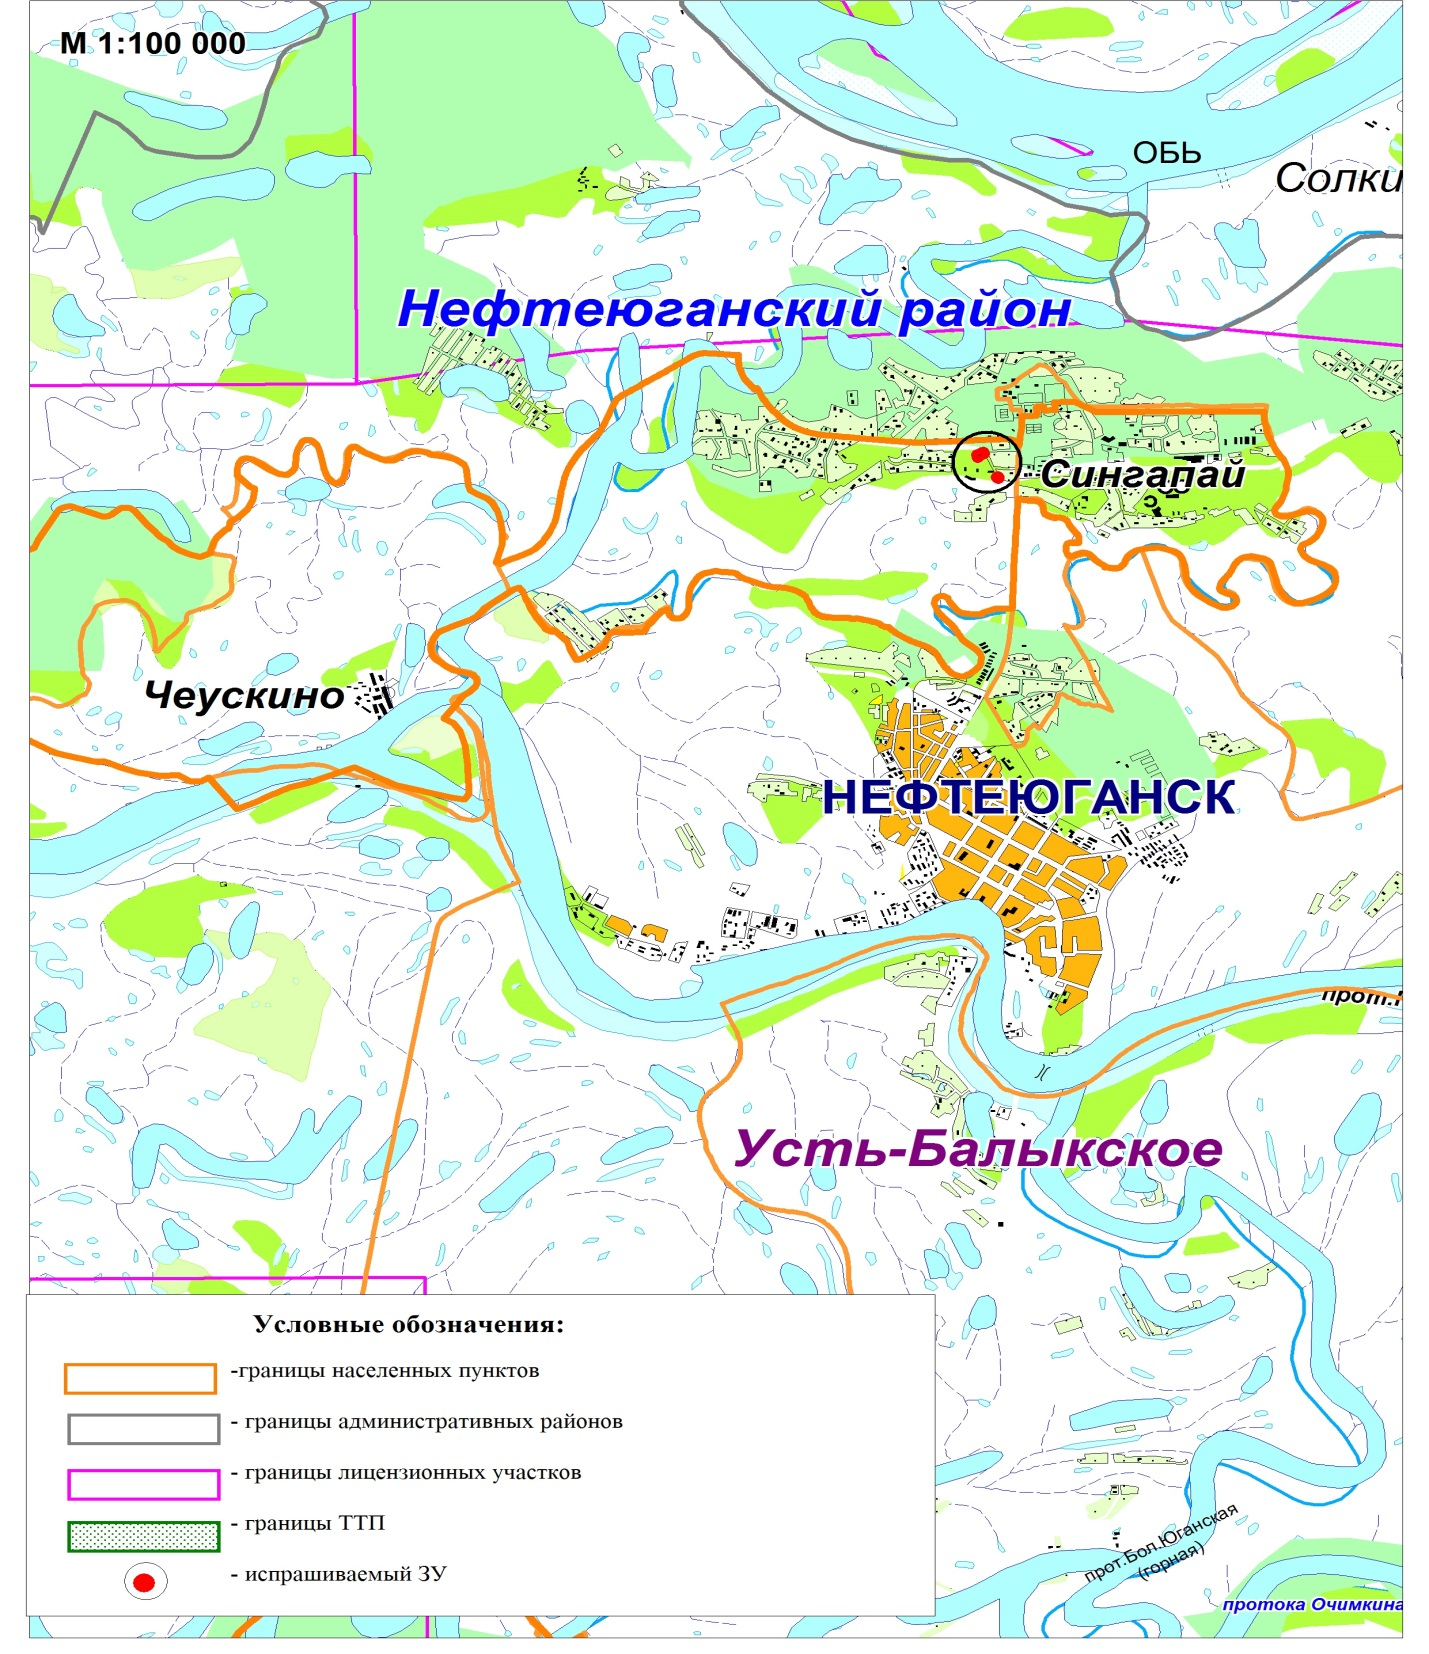 М 1:100 000
ОБЬ
Солки
Нефтеюганский район
Сингапай
Чеускино
НЕФТЕЮГАНСК
прот.
Усть-Балыкское
Условные обозначения:
-границы населенных пунктов
- границы административных районов
- границы лицензионных участков
- границы ТТП
- испрашиваемый ЗУ
прот.Бол.Юганская
(горная)
протока Очимкина